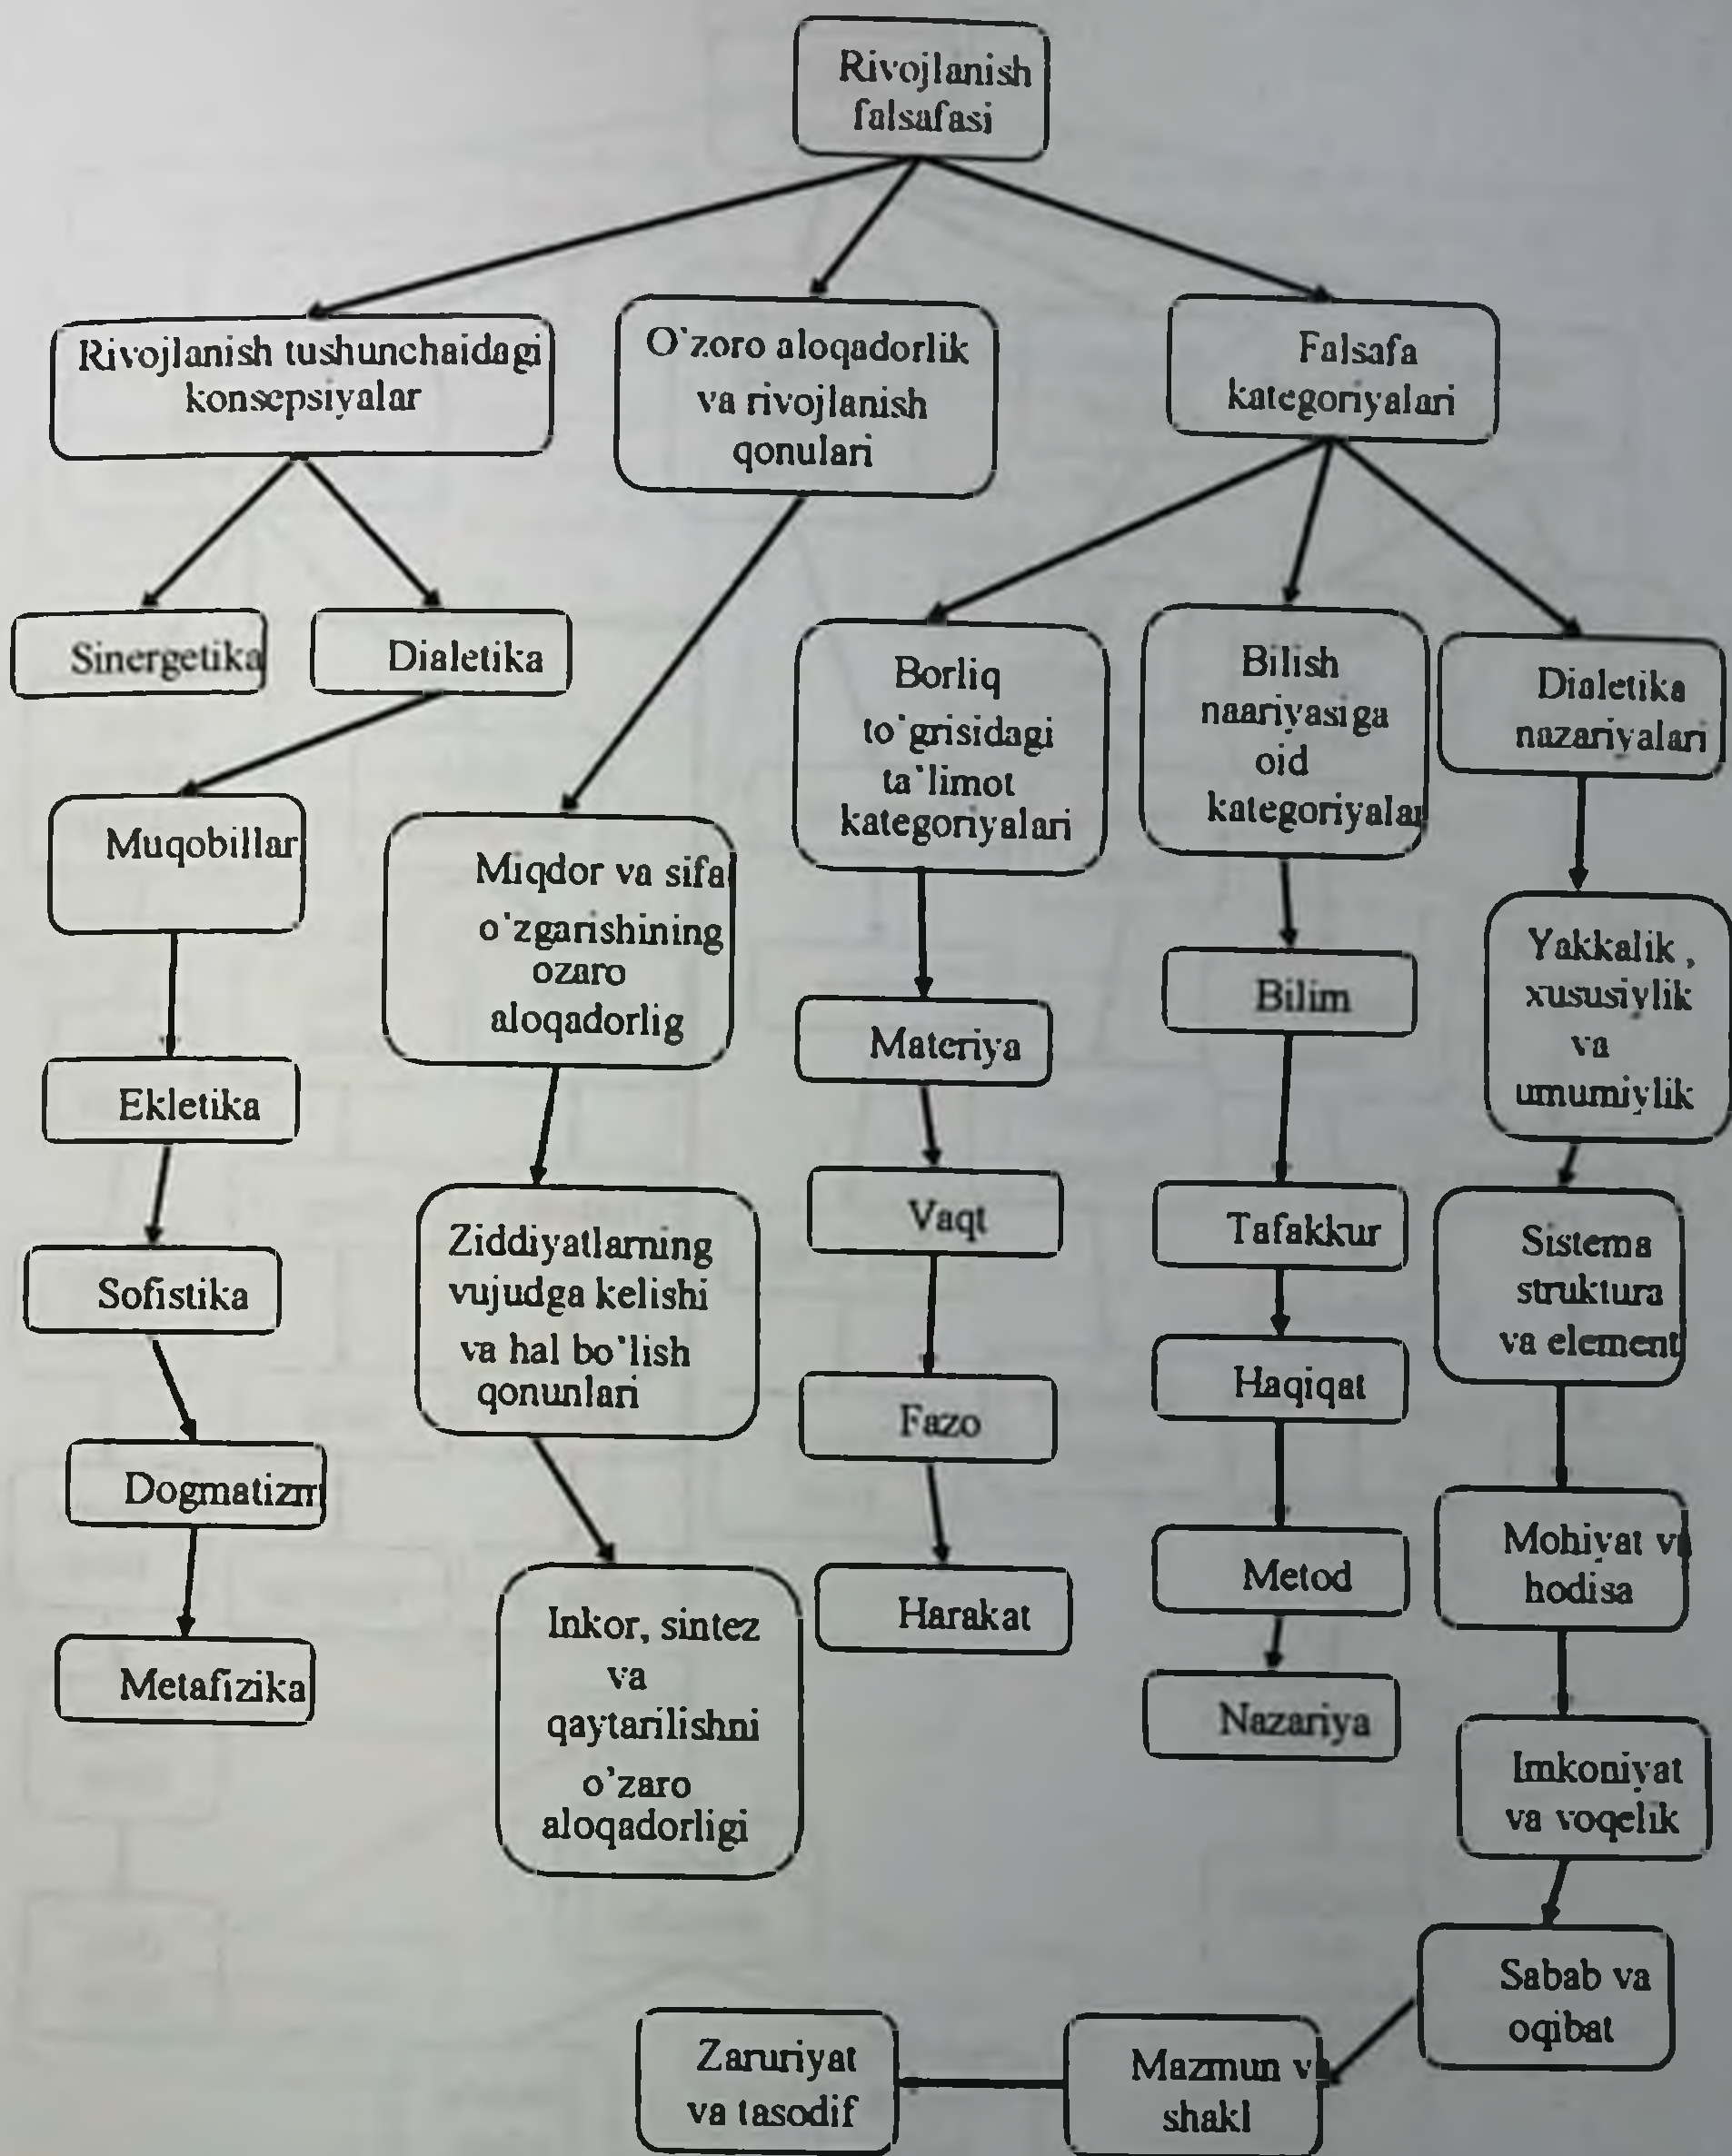 Rivojlanish
falsafasi
Rivojlanish tushunchaidagi
konsepsiyalar
O'zoro aloqadorlik
va rivojlanish
qonulari
Falsafa
kategoriyalari
Sinergetika
Dialetika
Borliq
to'grisidagi
ta'limot
kategoriyalari
Bilish
naariyasiga
oid
kategoriyalar
Dialetika
nazariyalari
Muqobillar
Miqdor va sifa
o'zgarishining
ozaro
aloqadorlig
Yakkalik ,
xususiylik
va
umumiylik
Bilim
Materiya
Ekletika
Vaqt
Tafakkur
Sistema
struktura
va element
Ziddiyatlarning
vujudga kelishi
va hal bo'lish
qonunlari
Sofistika
Haqiqat
Fazo
Dogmatizm
Mohiyat va
hodisa
Metod
Inkor, sintez
va
qaytarilishni
o'zaro
aloqadorligi
Harakat
Metafizika
Nazariya
Imkoniyat
va voqelik
Sabab va
oqibat
Mazmun va
shakl
Zaruriyat
va tasodif